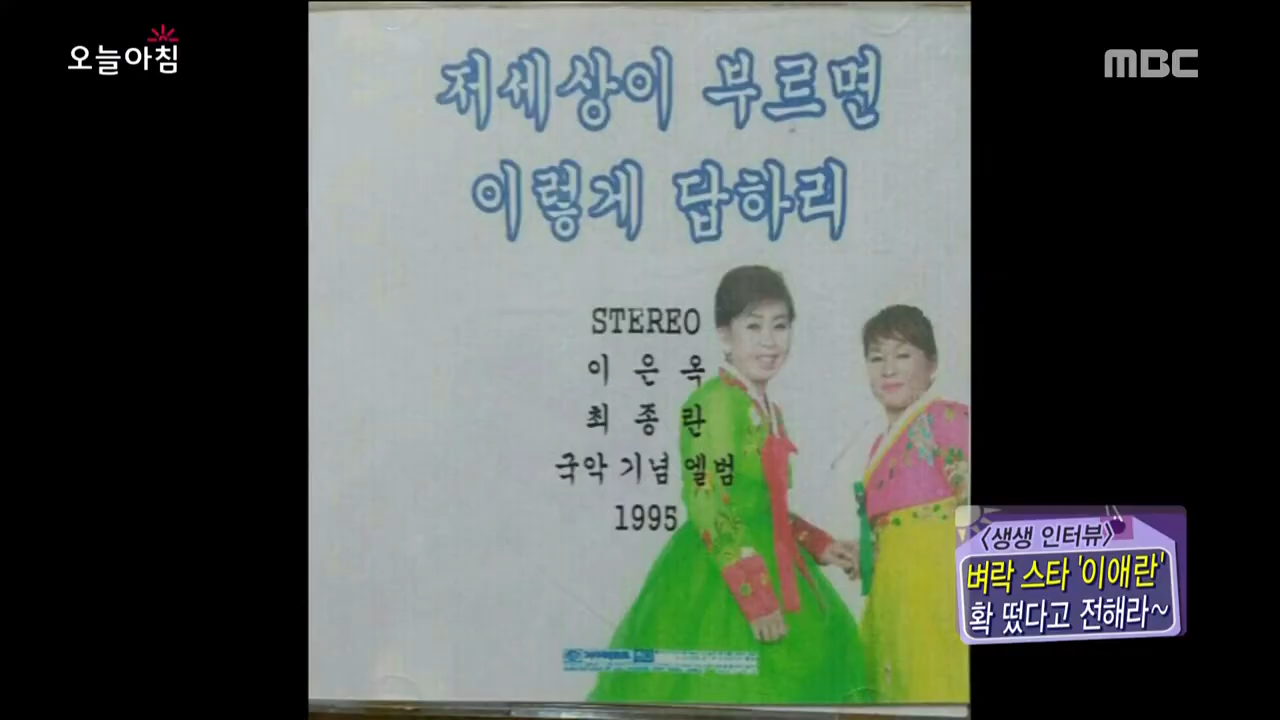 오늘아침
MBC
저세상이 부르면
이렇게 답하리
STEREO
이 은 옥
최 종 란
국악 기념 엘범
1995
〈생생 인터뷰〉
벼락 스타 '이애란'
확 떴다고 전해라~